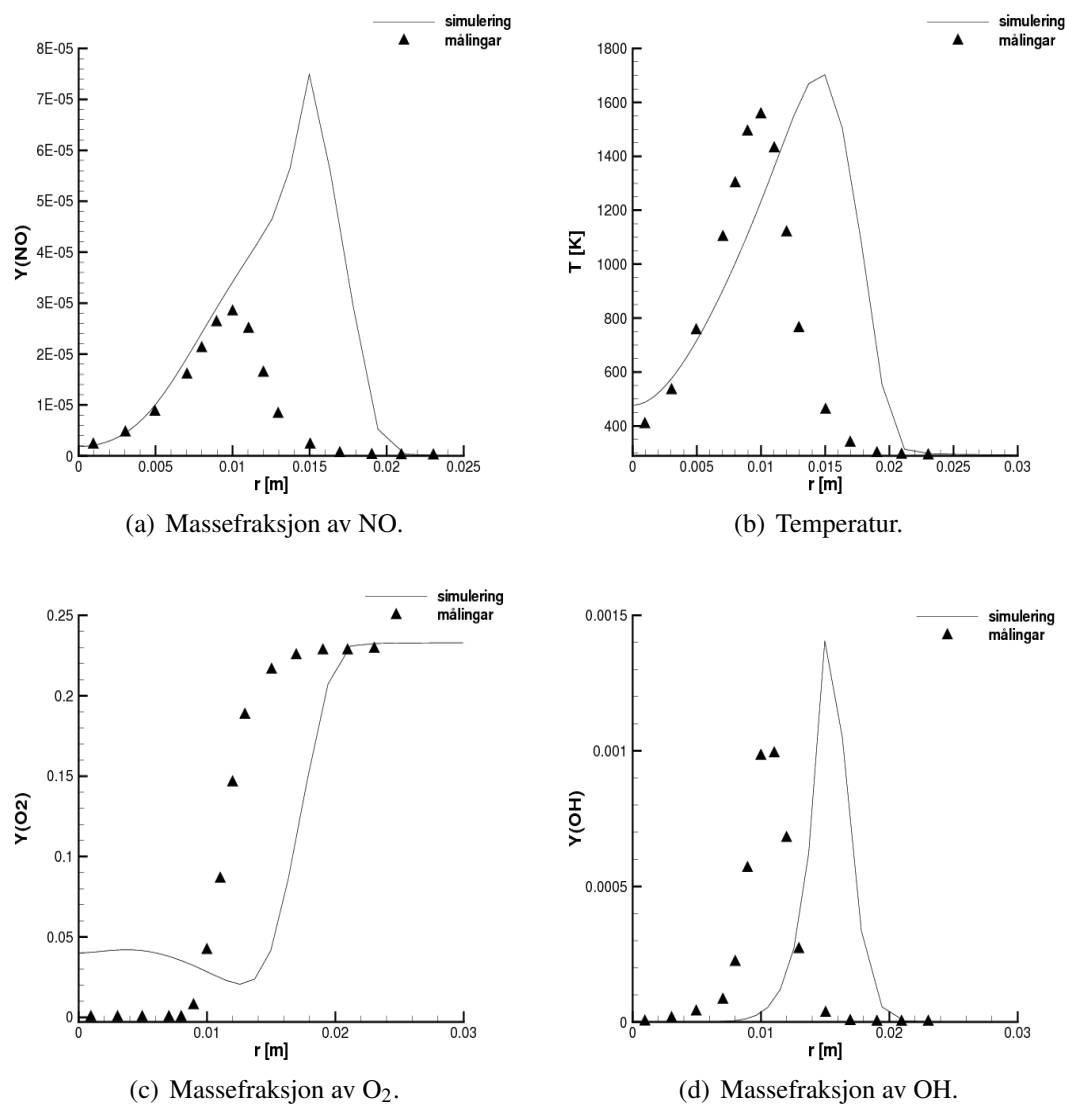 simulering
målingar
8E-05
7E-05
6E-05
5E-05
4E-05
3E-05
2E-05
1E-05
0
Y(NO)
0 0.005 0.01 0.015 0.02 0.025
r [m]
(a) Massefraksjon av NO.
simulering
målingar
1800
1600
1400
1200
1000
800
600
400
T [K]
0 0.005 0.01 0.015 0.02 0.025 0.03
r [m]
(b) Temperatur.
simulering
målingar
0.25
0.2
0.15
0.1
0.05
0
Y(O2)
0 0.01 0.02 0.03
r [m]
(c) Massefraksjon av O₂.
simulering
målingar
0.0015
0.001
0.0005
0
Y(OH)
0 0.01 0.02 0.03
r [m]
(d) Massefraksjon av OH.